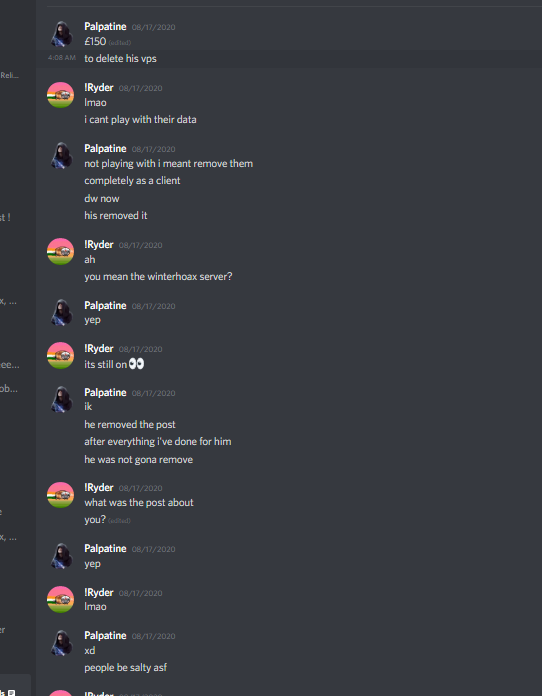 Palpatine 08/17/2020
£150 (edited)
4:08 AM to delete his vps
Reli...
!Ryder 08/17/2020
lmao
i cant play with their data
Palpatine 08/17/2020
not playing with i meant remove them
completely as a client
dw now
his removed it
st !
!Ryder 08/17/2020
ah
you mean the winterhoax server?
x, ...
Palpatine 08/17/2020
yep
!Ryder 08/17/2020
its still on 👀
eee...
ob...
Palpatine 08/17/2020
ik
he removed the post
after everything i've done for him
he was not gona remove
!Ryder 08/17/2020
what was the post about
you? (edited)
x, ...
Palpatine 08/17/2020
yep
!Ryder 08/17/2020
lmao
er
Palpatine 08/17/2020
xd
people be salty asf
!Ryder 08/17/2020